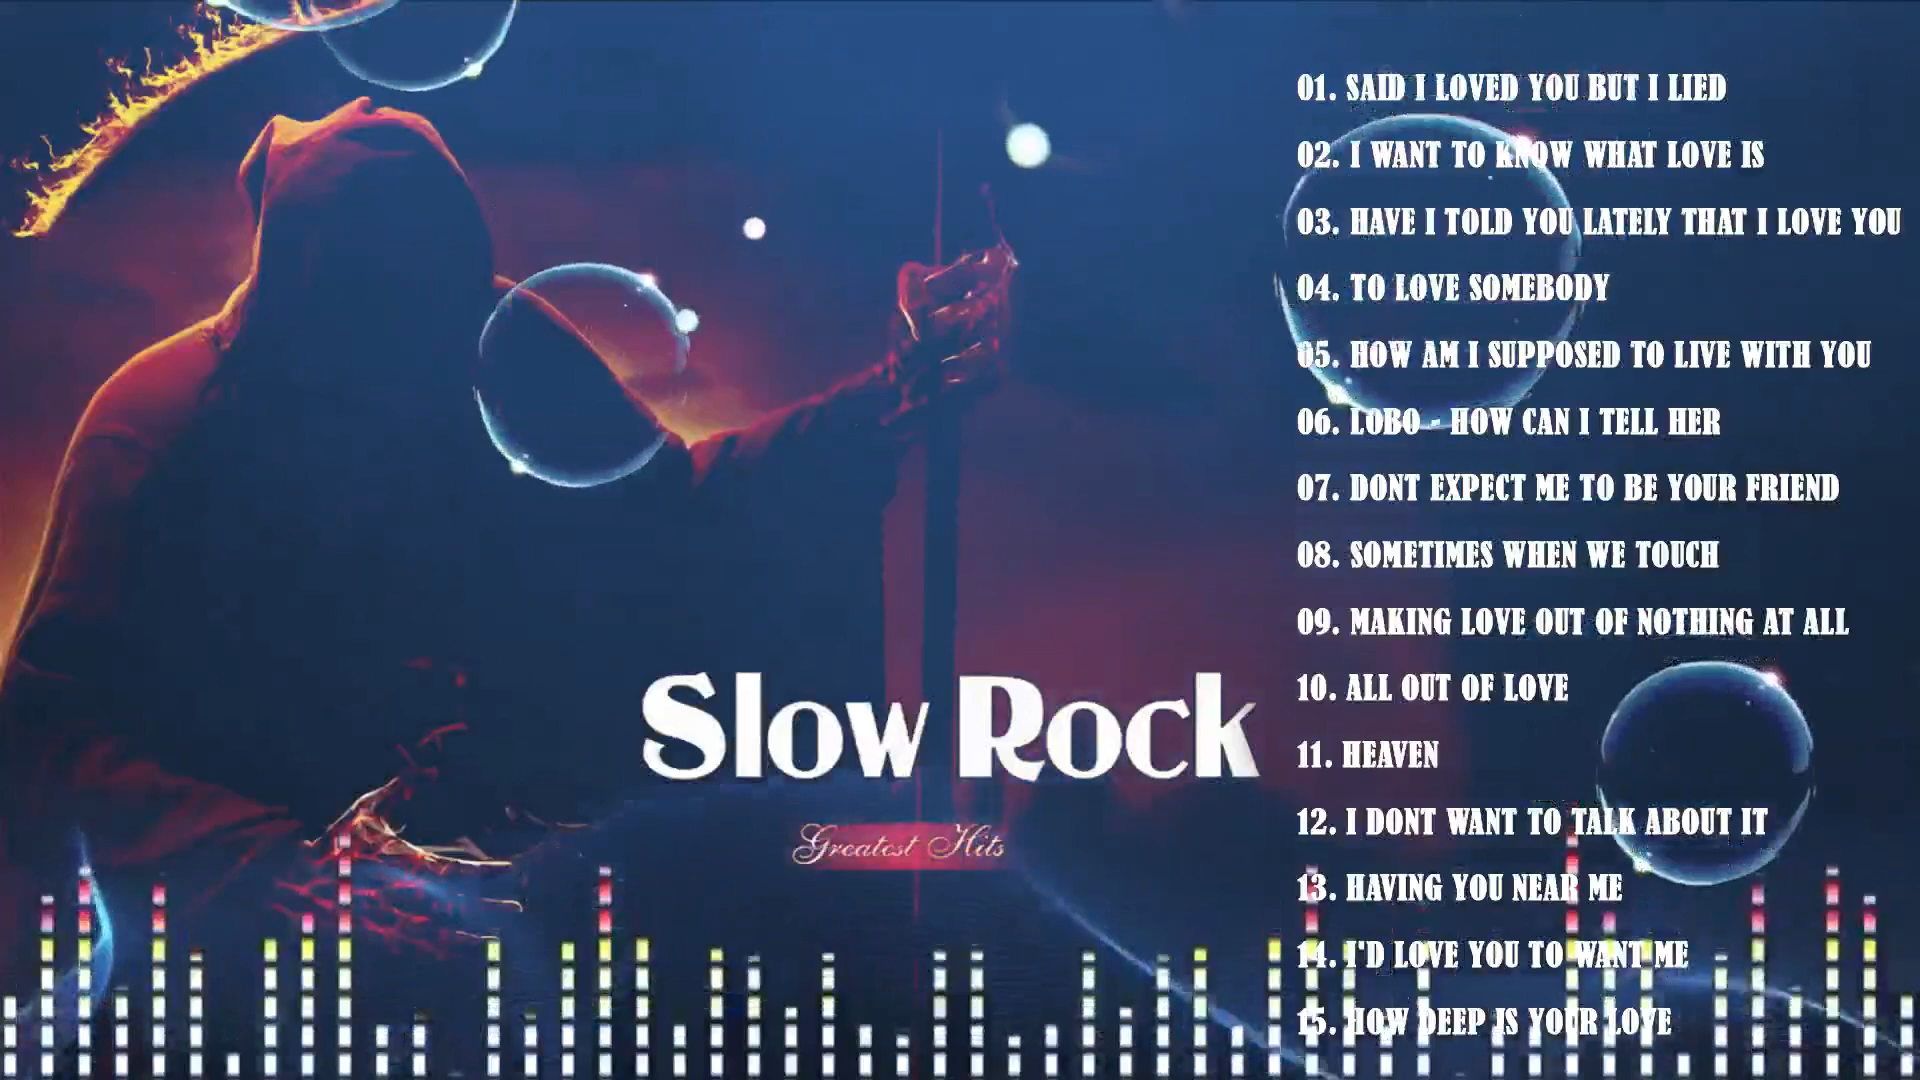 01. SAID I LOVED YOU BUT I LIED
02. I WANT TO KNOW WHAT LOVE IS
03. HAVE I TOLD YOU LATELY THAT I LOVE YOU
04. TO LOVE SOMEBODY
05. HOW AM I SUPPOSED TO LIVE WITH YOU
06. LOBO - HOW CAN I TELL HER
07. DONT EXPECT ME TO BE YOUR FRIEND
08. SOMETIMES WHEN WE TOUCH
09. MAKING LOVE OUT OF NOTHING AT ALL
10. ALL OUT OF LOVE
11. HEAVEN
12. I DONT WANT TO TALK ABOUT IT
13. HAVING YOU NEAR ME
14. I'D LOVE YOU TO WANT ME
15. HOW DEEP IS YOUR LOVE
Slow Rock
Greatest Hits